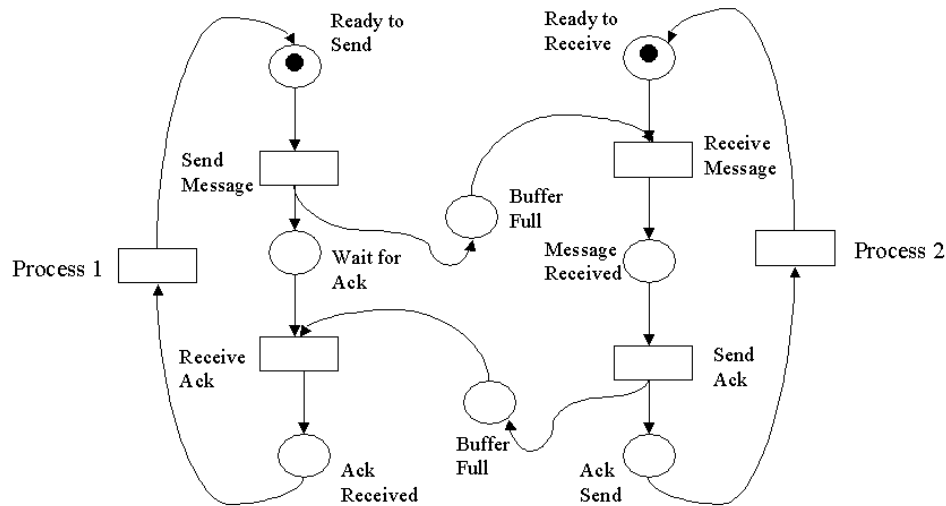 Ready to
Send
Ready to
Receive
Send
Message
Receive
Message
Buffer
Full
Process 1
Wait for
Ack
Message
Received
Process 2
Receive
Ack
Send
Ack
Buffer
Full
Ack
Received
Ack
Send